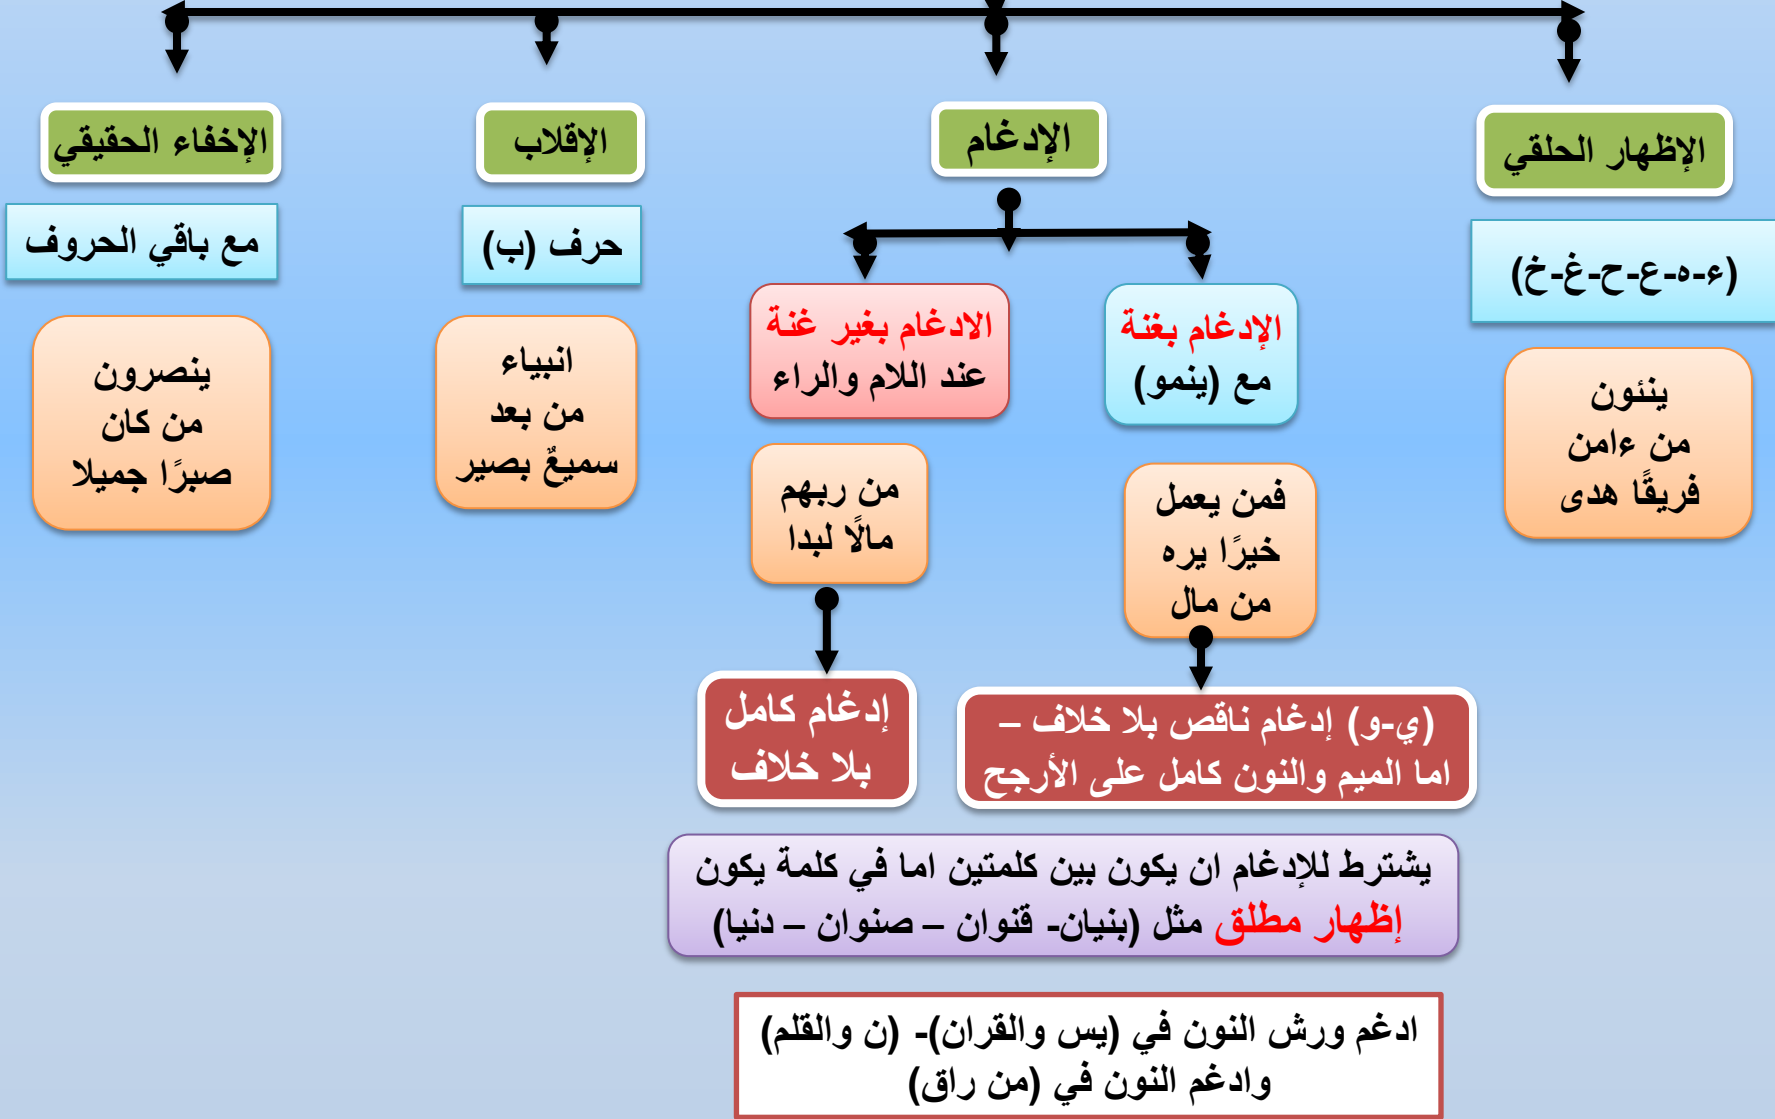 الإظهار الحلقي
(ء-ه-ع-ح-غ-خ)
ينئون
من ءامن
فريقًا هدى
الإدغام
الإدغام بغنة
مع (ينمو)
فمن يعمل
خيرًا يره
من مال
(ي-و) إدغام ناقص بلا خلاف –
اما الميم والنون كامل على الأرجح
الادغام بغير غنة
عند اللام والراء
من ربهم
مالًا لبدا
إدغام كامل
بلا خلاف
الإقلاب
حرف (ب)
انبياء
من بعد
سميعٌ بصير
الإخفاء الحقيقي
مع باقي الحروف
ينصرون
من كان
صبرًا جميلا
يشترط للإدغام ان يكون بين كلمتين اما في كلمة يكون
إظهار مطلق مثل (بنيان- قنوان – صنوان – دنيا)
ادغم ورش النون في (يس والقران)- (ن والقلم)
وادغم النون في (من راق)